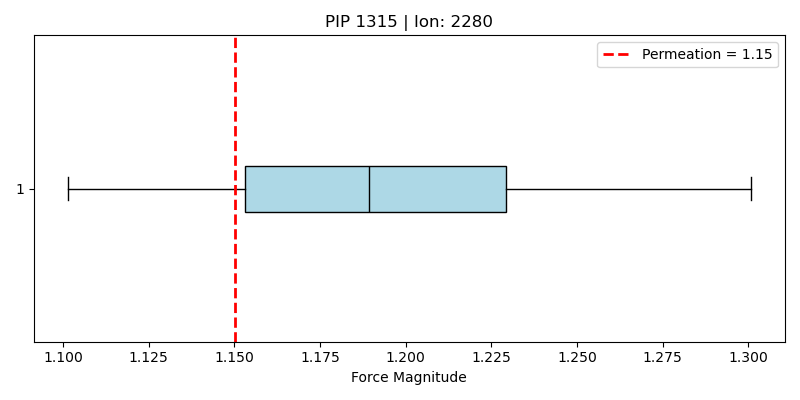 PIP 1315 | Ion: 2280
Permeation = 1.15
1
1.100 1.125 1.150 1.175 1.200 1.225 1.250 1.275 1.300
Force Magnitude